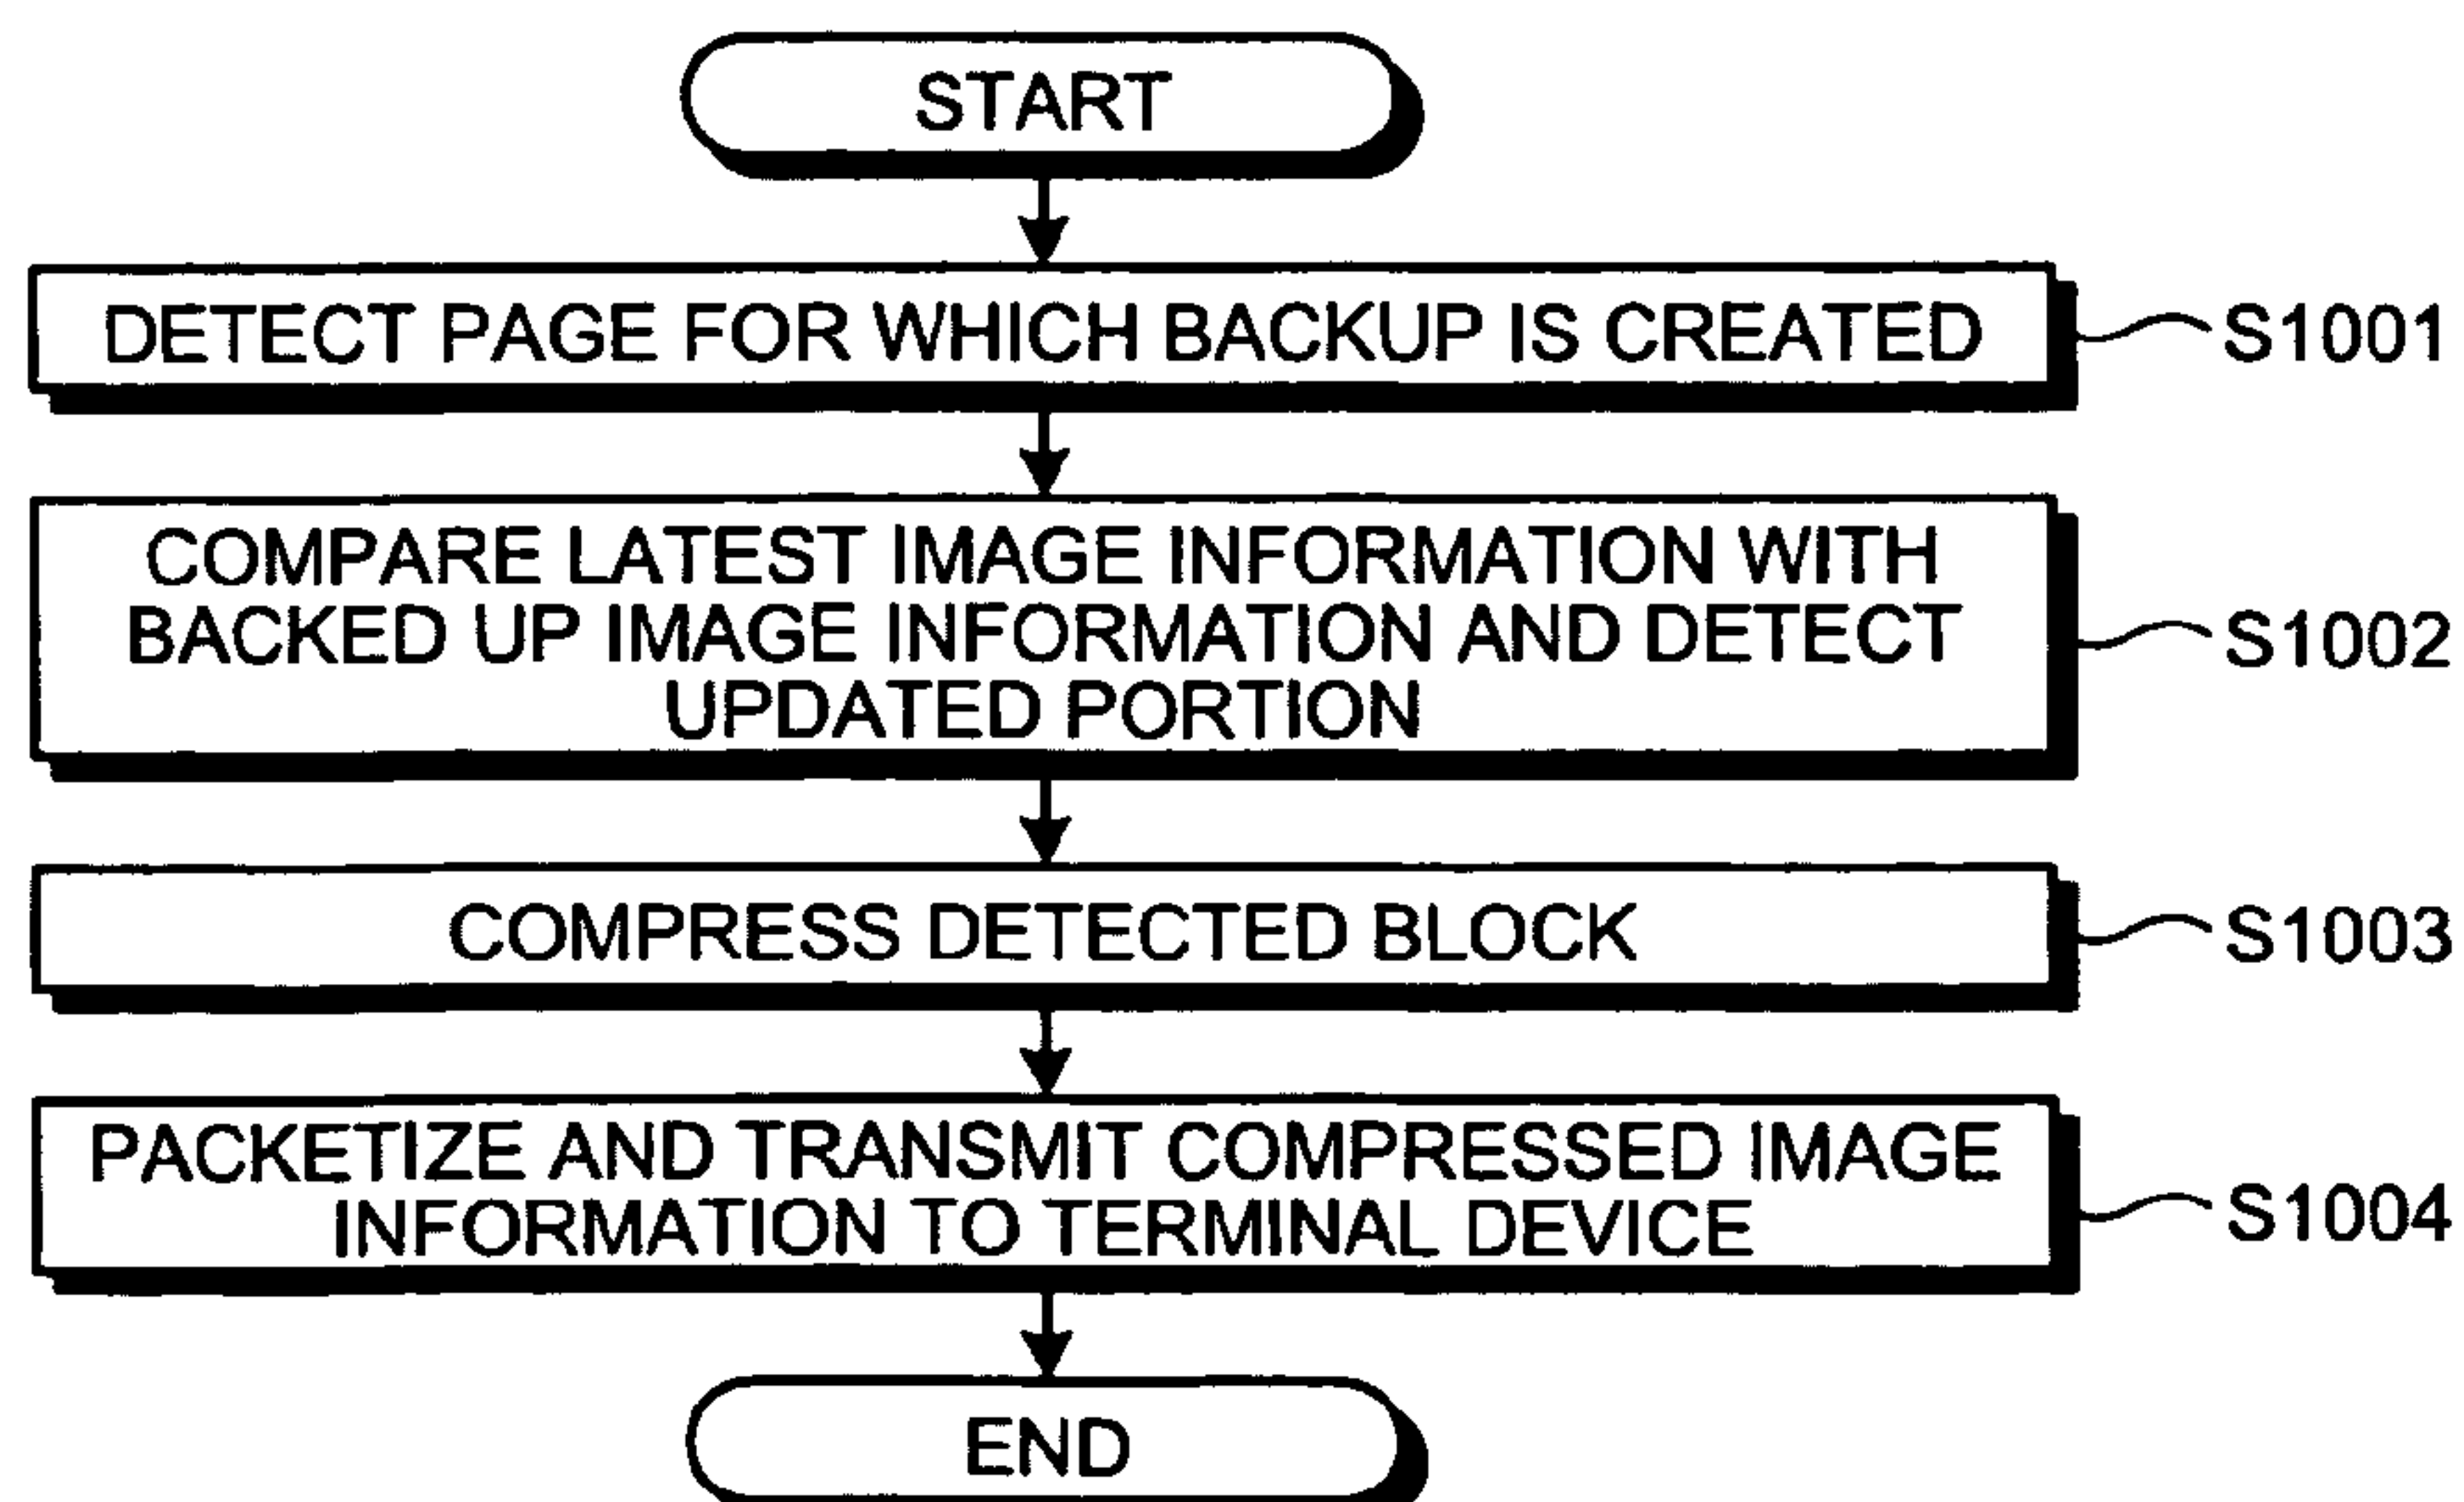 START
DETECT PAGE FOR WHICH BACKUP IS CREATED
S1001
COMPARE LATEST IMAGE INFORMATION WITH
BACKED UP IMAGE INFORMATION AND DETECT
UPDATED PORTION
S1002
COMPRESS DETECTED BLOCK
S1003
PACKETIZE AND TRANSMIT COMPRESSED IMAGE
INFORMATION TO TERMINAL DEVICE
S1004
END